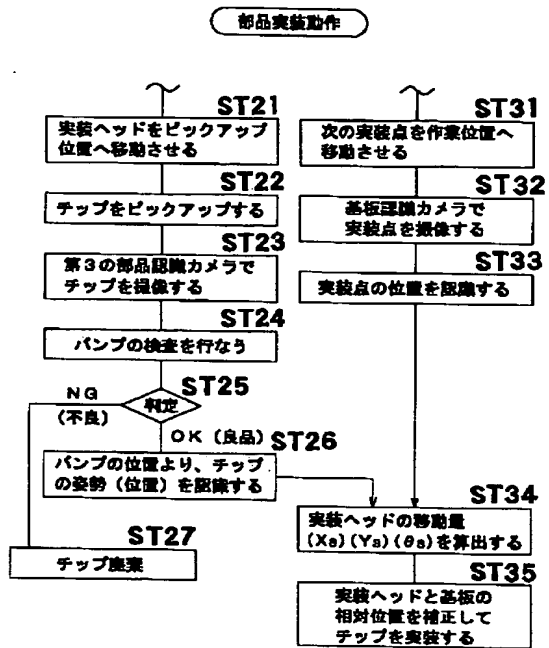 部品実装動作
ST21
実装ヘッドをピックアップ
位置へ移動させる
ST22
チップをピックアップする
ST23
第3の部品認識カメラで
チップを撮像する
ST24
バンプの検査を行なう
ST25
判定
NG
(不良)
OK(良品)
ST26
バンプの位置より、チップ
の姿勢(位置)を認識する
ST27
チップ廃棄
ST31
次の実装点を作業位置へ
移動させる
ST32
基板認識カメラで
実装点を撮像する
ST33
実装点の位置を認識する
ST34
実装ヘッドの移動量
(Xa)(Ya)(θa)を算出する
ST35
実装ヘッドと基板の
相対位置を補正して
チップを実装する